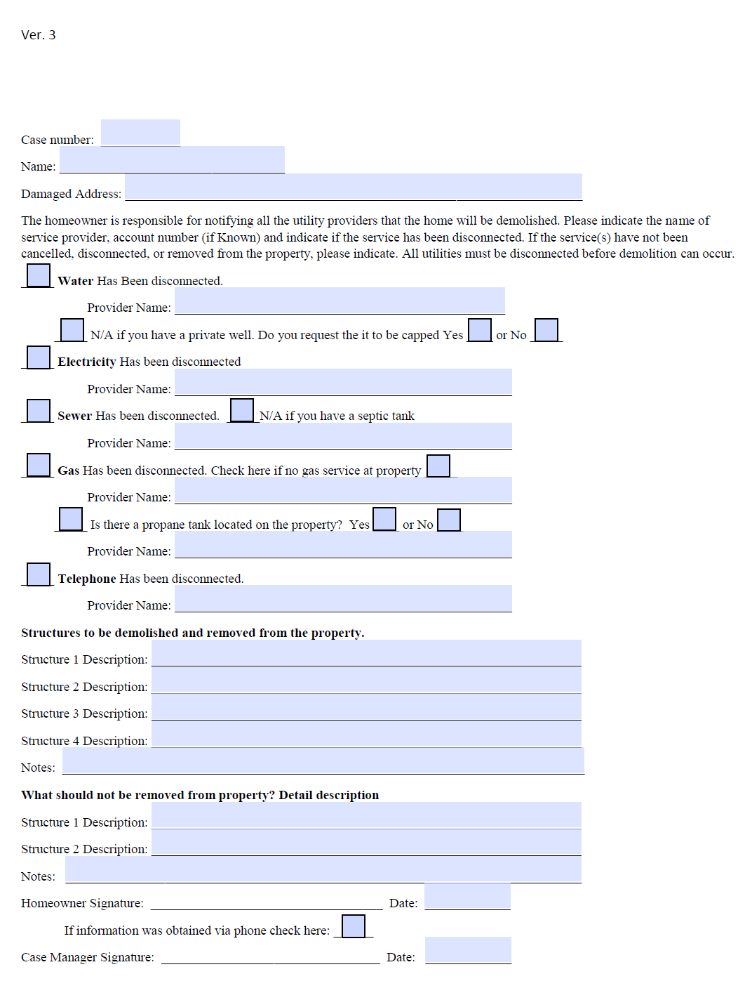 Ver. 3
Case number:
Name:
Damaged Address:
The homeowner is responsible for notifying all the utility providers that the home will be demolished. Please indicate the name of
service provider, account number (if Known) and indicate if the service has been disconnected. If the service(s) have not been
cancelled, disconnected, or removed from the property, please indicate. All utilities must be disconnected before demolition can occur.
Water Has Been disconnected.
Provider Name:
N/A if you have a private well. Do you request the it to be capped Yes or No
Electricity Has been disconnected
Provider Name:
Sewer Has been disconnected. N/A if you have a septic tank
Provider Name:
Gas Has been disconnected. Check here if no gas service at property
Provider Name:
Is there a propane tank located on the property? Yes or No
Provider Name:
Telephone Has been disconnected.
Provider Name:
Structures to be demolished and removed from the property.
Structure 1 Description:
Structure 2 Description:
Structure 3 Description:
Structure 4 Description:
Notes:
What should not be removed from property? Detail description
Structure 1 Description:
Structure 2 Description:
Notes:
Homeowner Signature: Date:
If information was obtained via phone check here:
Case Manager Signature: Date: